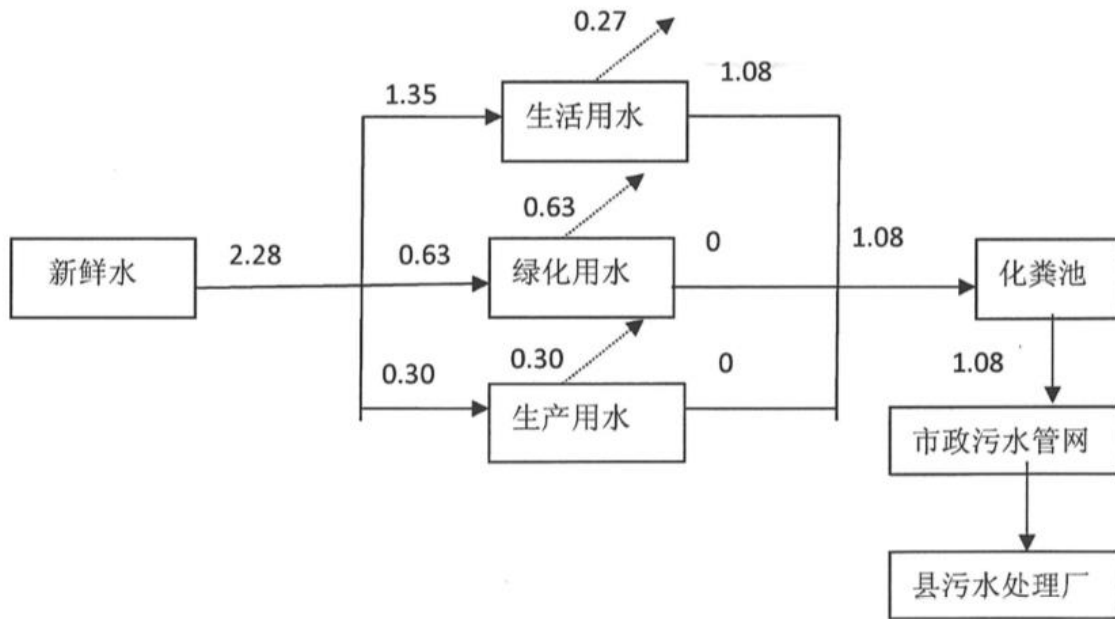 0.27
1.08
1.35
生活用水
0.63
新鲜水
2.28
0.63
绿化用水
0
1.08
化粪池
0.30
0.30
生产用水
0
1.08
市政污水管网
县污水处理厂